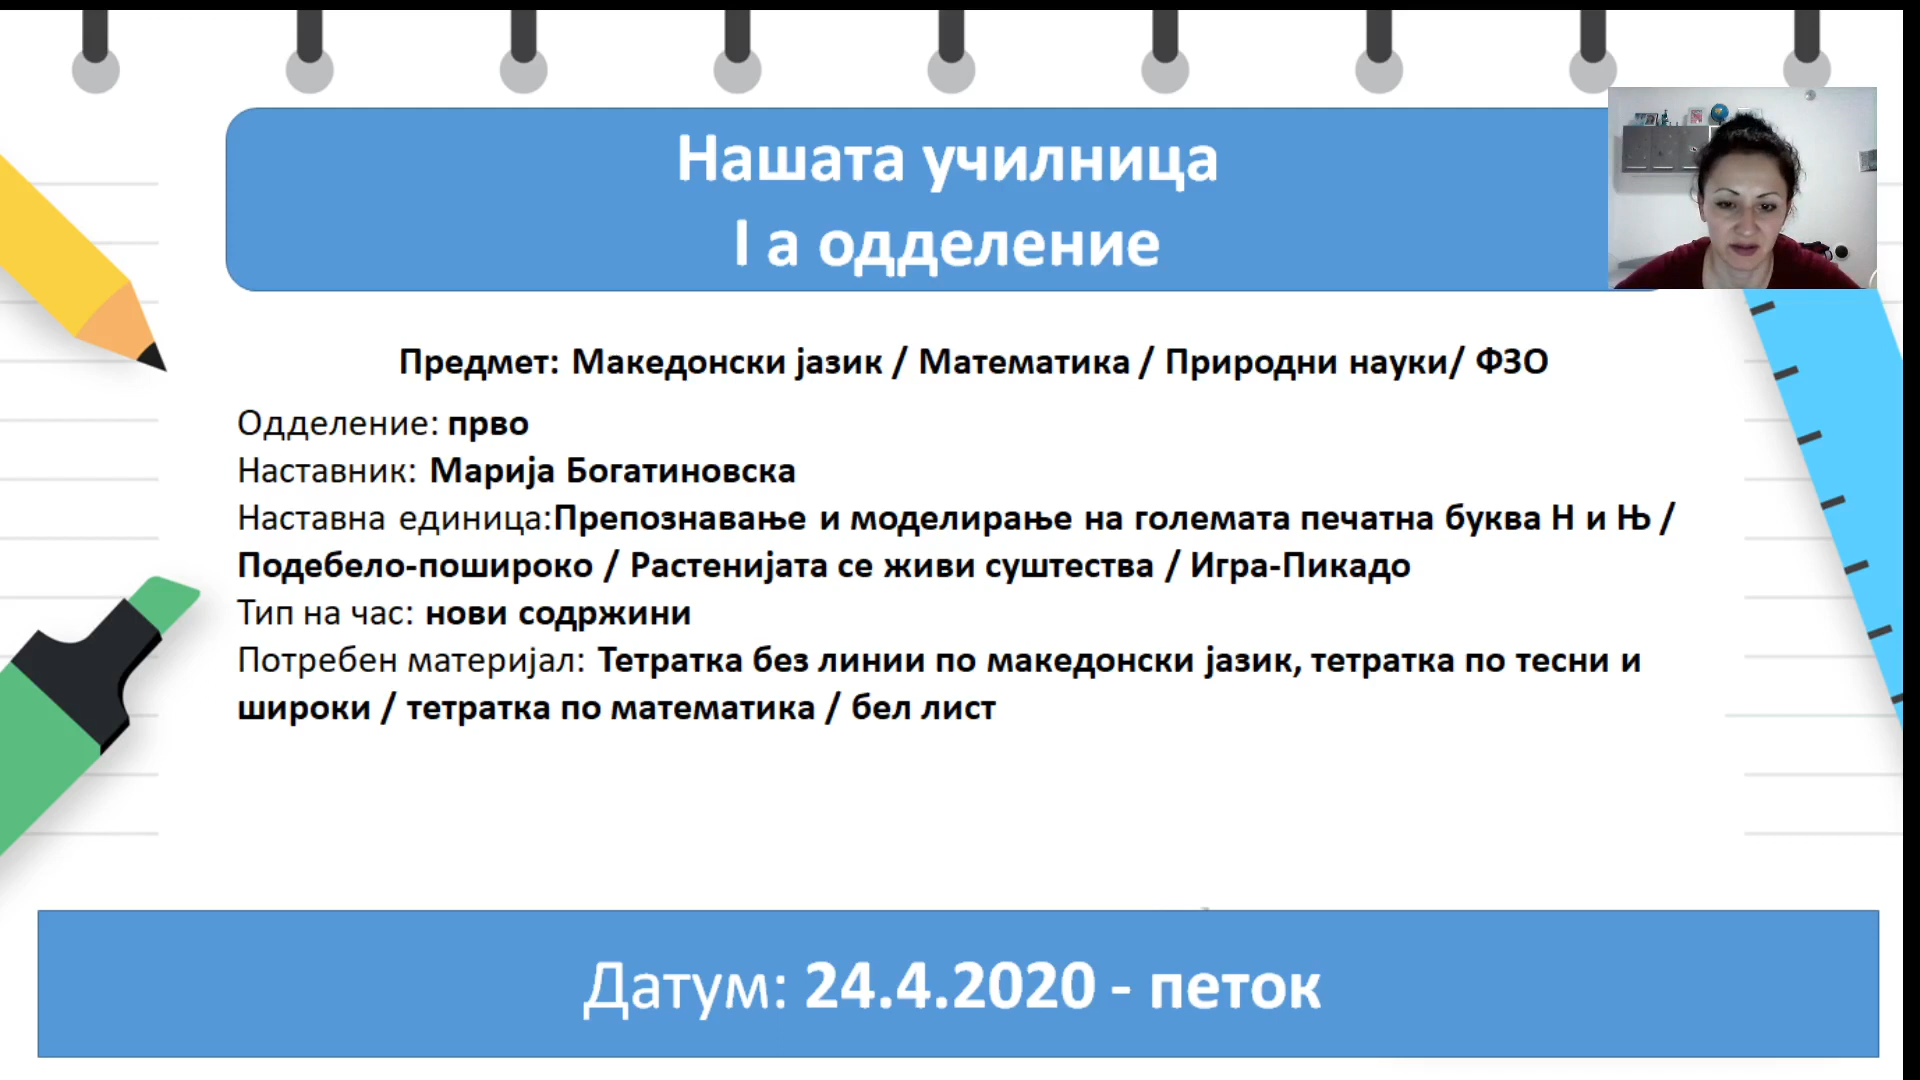 Нашата училница
I а одделение
Предмет: Македонски јазик / Математика / Природни науки/ ФЗО
Одделение: прво
Наставник: Марија Богатиновска
Наставна единица:Препознавање и моделирање на големата печатна буква Н и Њ /
Подебело-пошироко / Растенијата се живи суштества / Игра-Пикадо
Тип на час: нови содржини
Потребен материјал: Тетратка без линии по македонски јазик, тетратка по тесни и
широки / тетратка по математика / бел лист
Датум: 24.4.2020 - петок